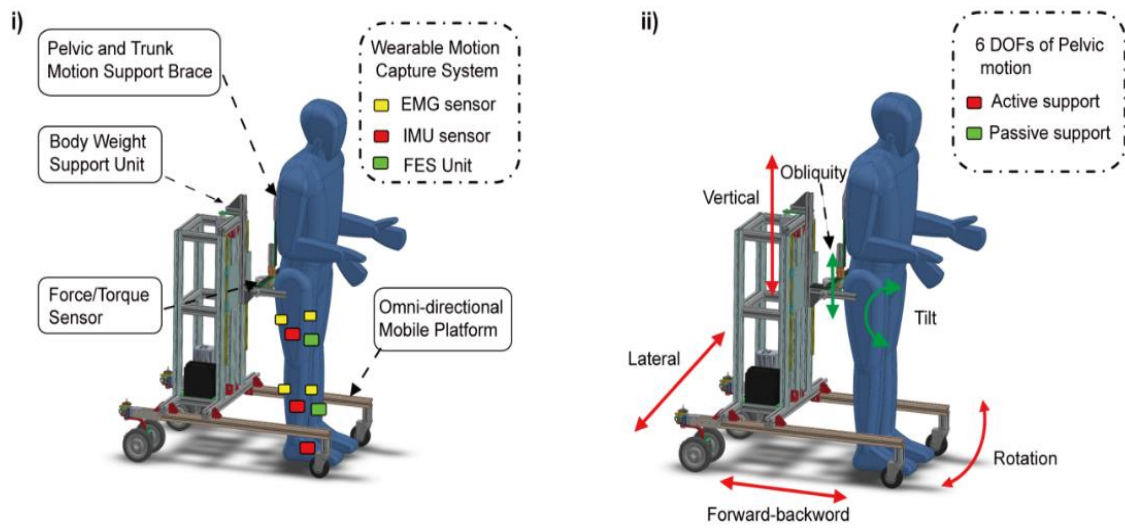 i)
Pelvic and Trunk
Motion Support Brace
Wearable Motion
Capture System
EMG sensor
IMU sensor
FES Unit
Body Weight
Support Unit
Force/Torque
Sensor
Omni-directional
Mobile Platform
ii)
6 DOFs of Pelvic
motion
Active support
Passive support
Obliquity
Vertical
Tilt
Lateral
Rotation
Forward-backword